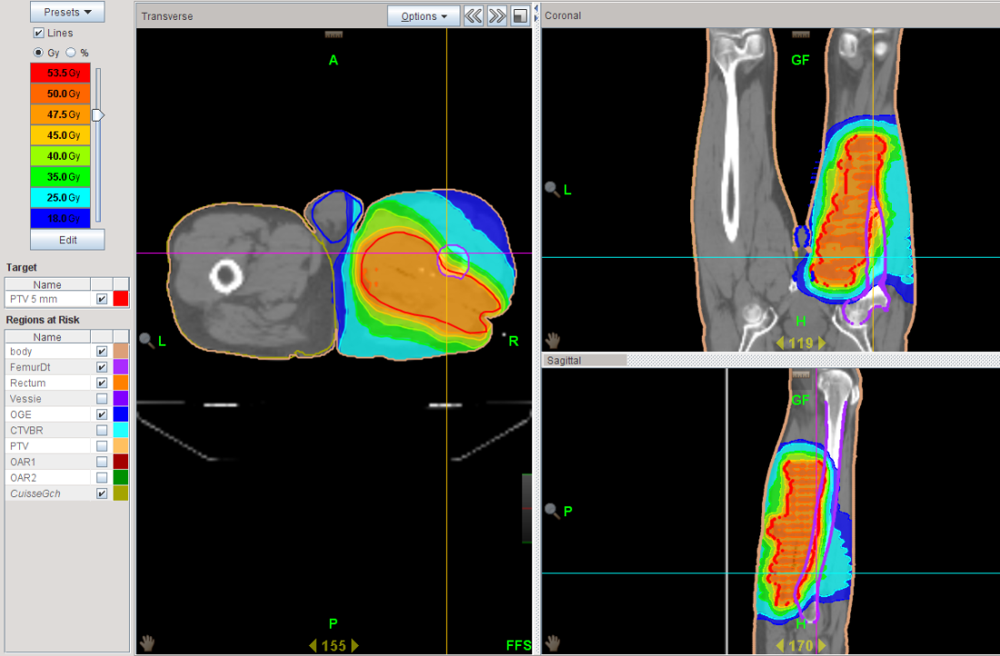 Presets
Lines
Gy %
53.5 Gy
50.0 Gy
47.5 Gy
45.0 Gy
40.0 Gy
35.0 Gy
25.0 Gy
18.0 Gy
Edit
Target
Name
PTV 5 mm
Regions at Risk
Name
body
FemurDt
Rectum
Vessie
OGE
CTVBR
PTV
OAR1
OAR2
CuisseGch
Transverse
Options
A
L
R
P
155
FFS
Coronal
GF
L
H
119
Sagittal
GF
P
H
170